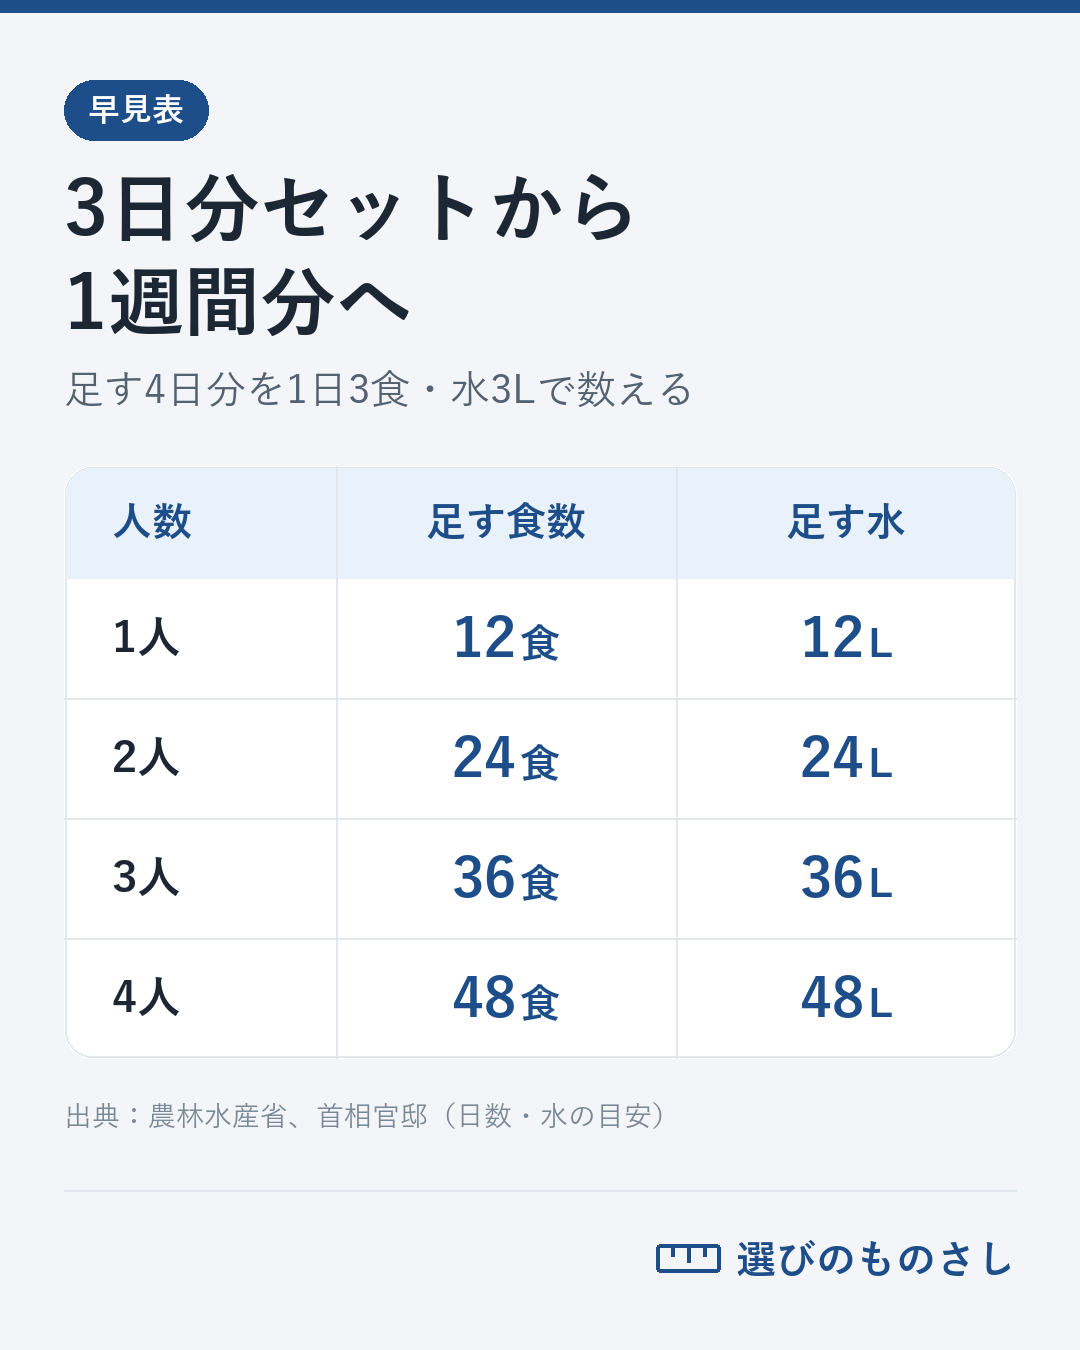 早見表
3日分セットから
1週間分へ
足す4日分を1日3食・水3Lで数える
人数 足す食数 足す水
1人 12食 12L
2人 24食 24L
3人 36食 36L
4人 48食 48L
出典：農林水産省、首相官邸（日数・水の目安）
選びのものさし